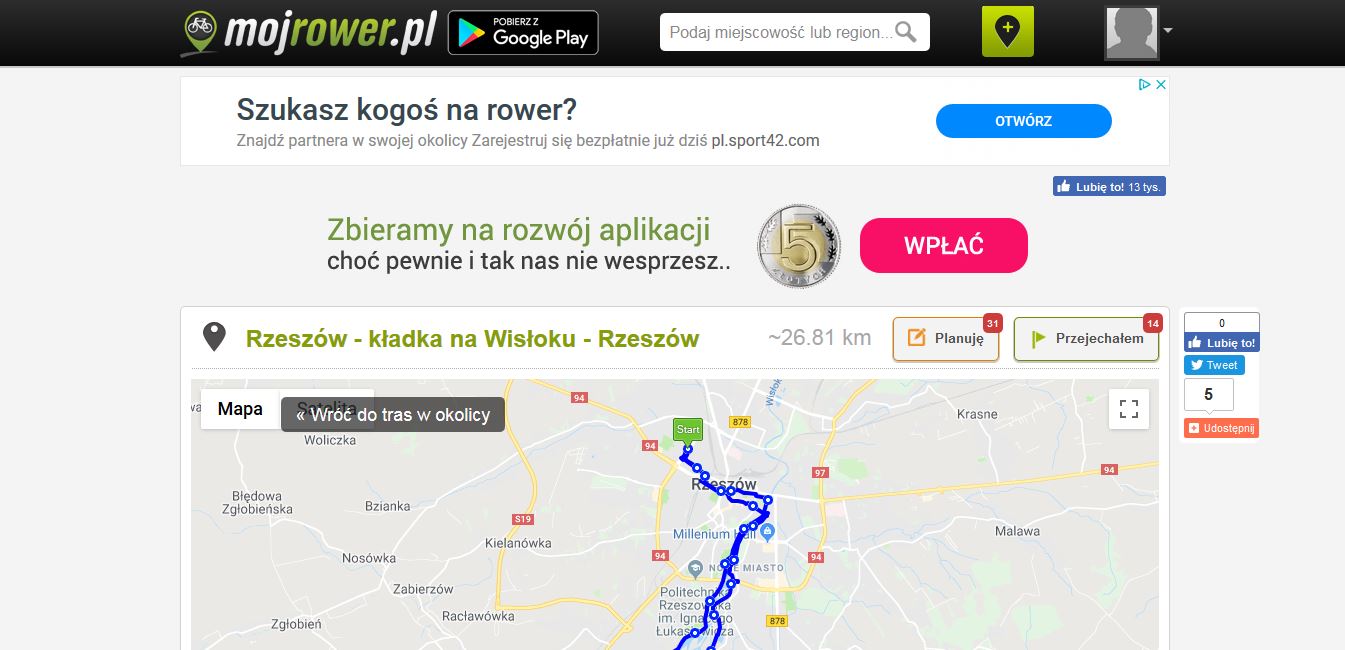 mojrower.pl
POBIERZ Z
Google Play
Podaj miejscowość lub region...
Szukasz kogoś na rower?
Znajdź partnera w swojej okolicy Zarejestruj się bezpłatnie już dziś pl.sport42.com
OTWÓRZ
Lubię to! 13 tys.
Zbieramy na rozwój aplikacji
choć pewnie i tak nas nie wesprzesz..
5
ZŁOTYCH
WPŁAĆ
Rzeszów - kładka na Wisłoku - Rzeszów
~26.81 km
Planuję
31
Przejechałem
14
0
Lubię to!
Tweet
5
Udostępnij
Mapa
Satelita
« Wróć do tras w okolicy
94
Wisłok
878
Krasne
Start
Woliczka
94
97
94
Rzeszów
Błędowa
Zgłobieńska
Bzianka
S19
Millenium Hall
Malawa
Kielanówka
Nosówka
94
94
NOWE MIASTO
Zabierzów
Politechnika
Rzeszowska
im. Ignacego
Łukasiewicza
Racławówka
Zgłobień
878